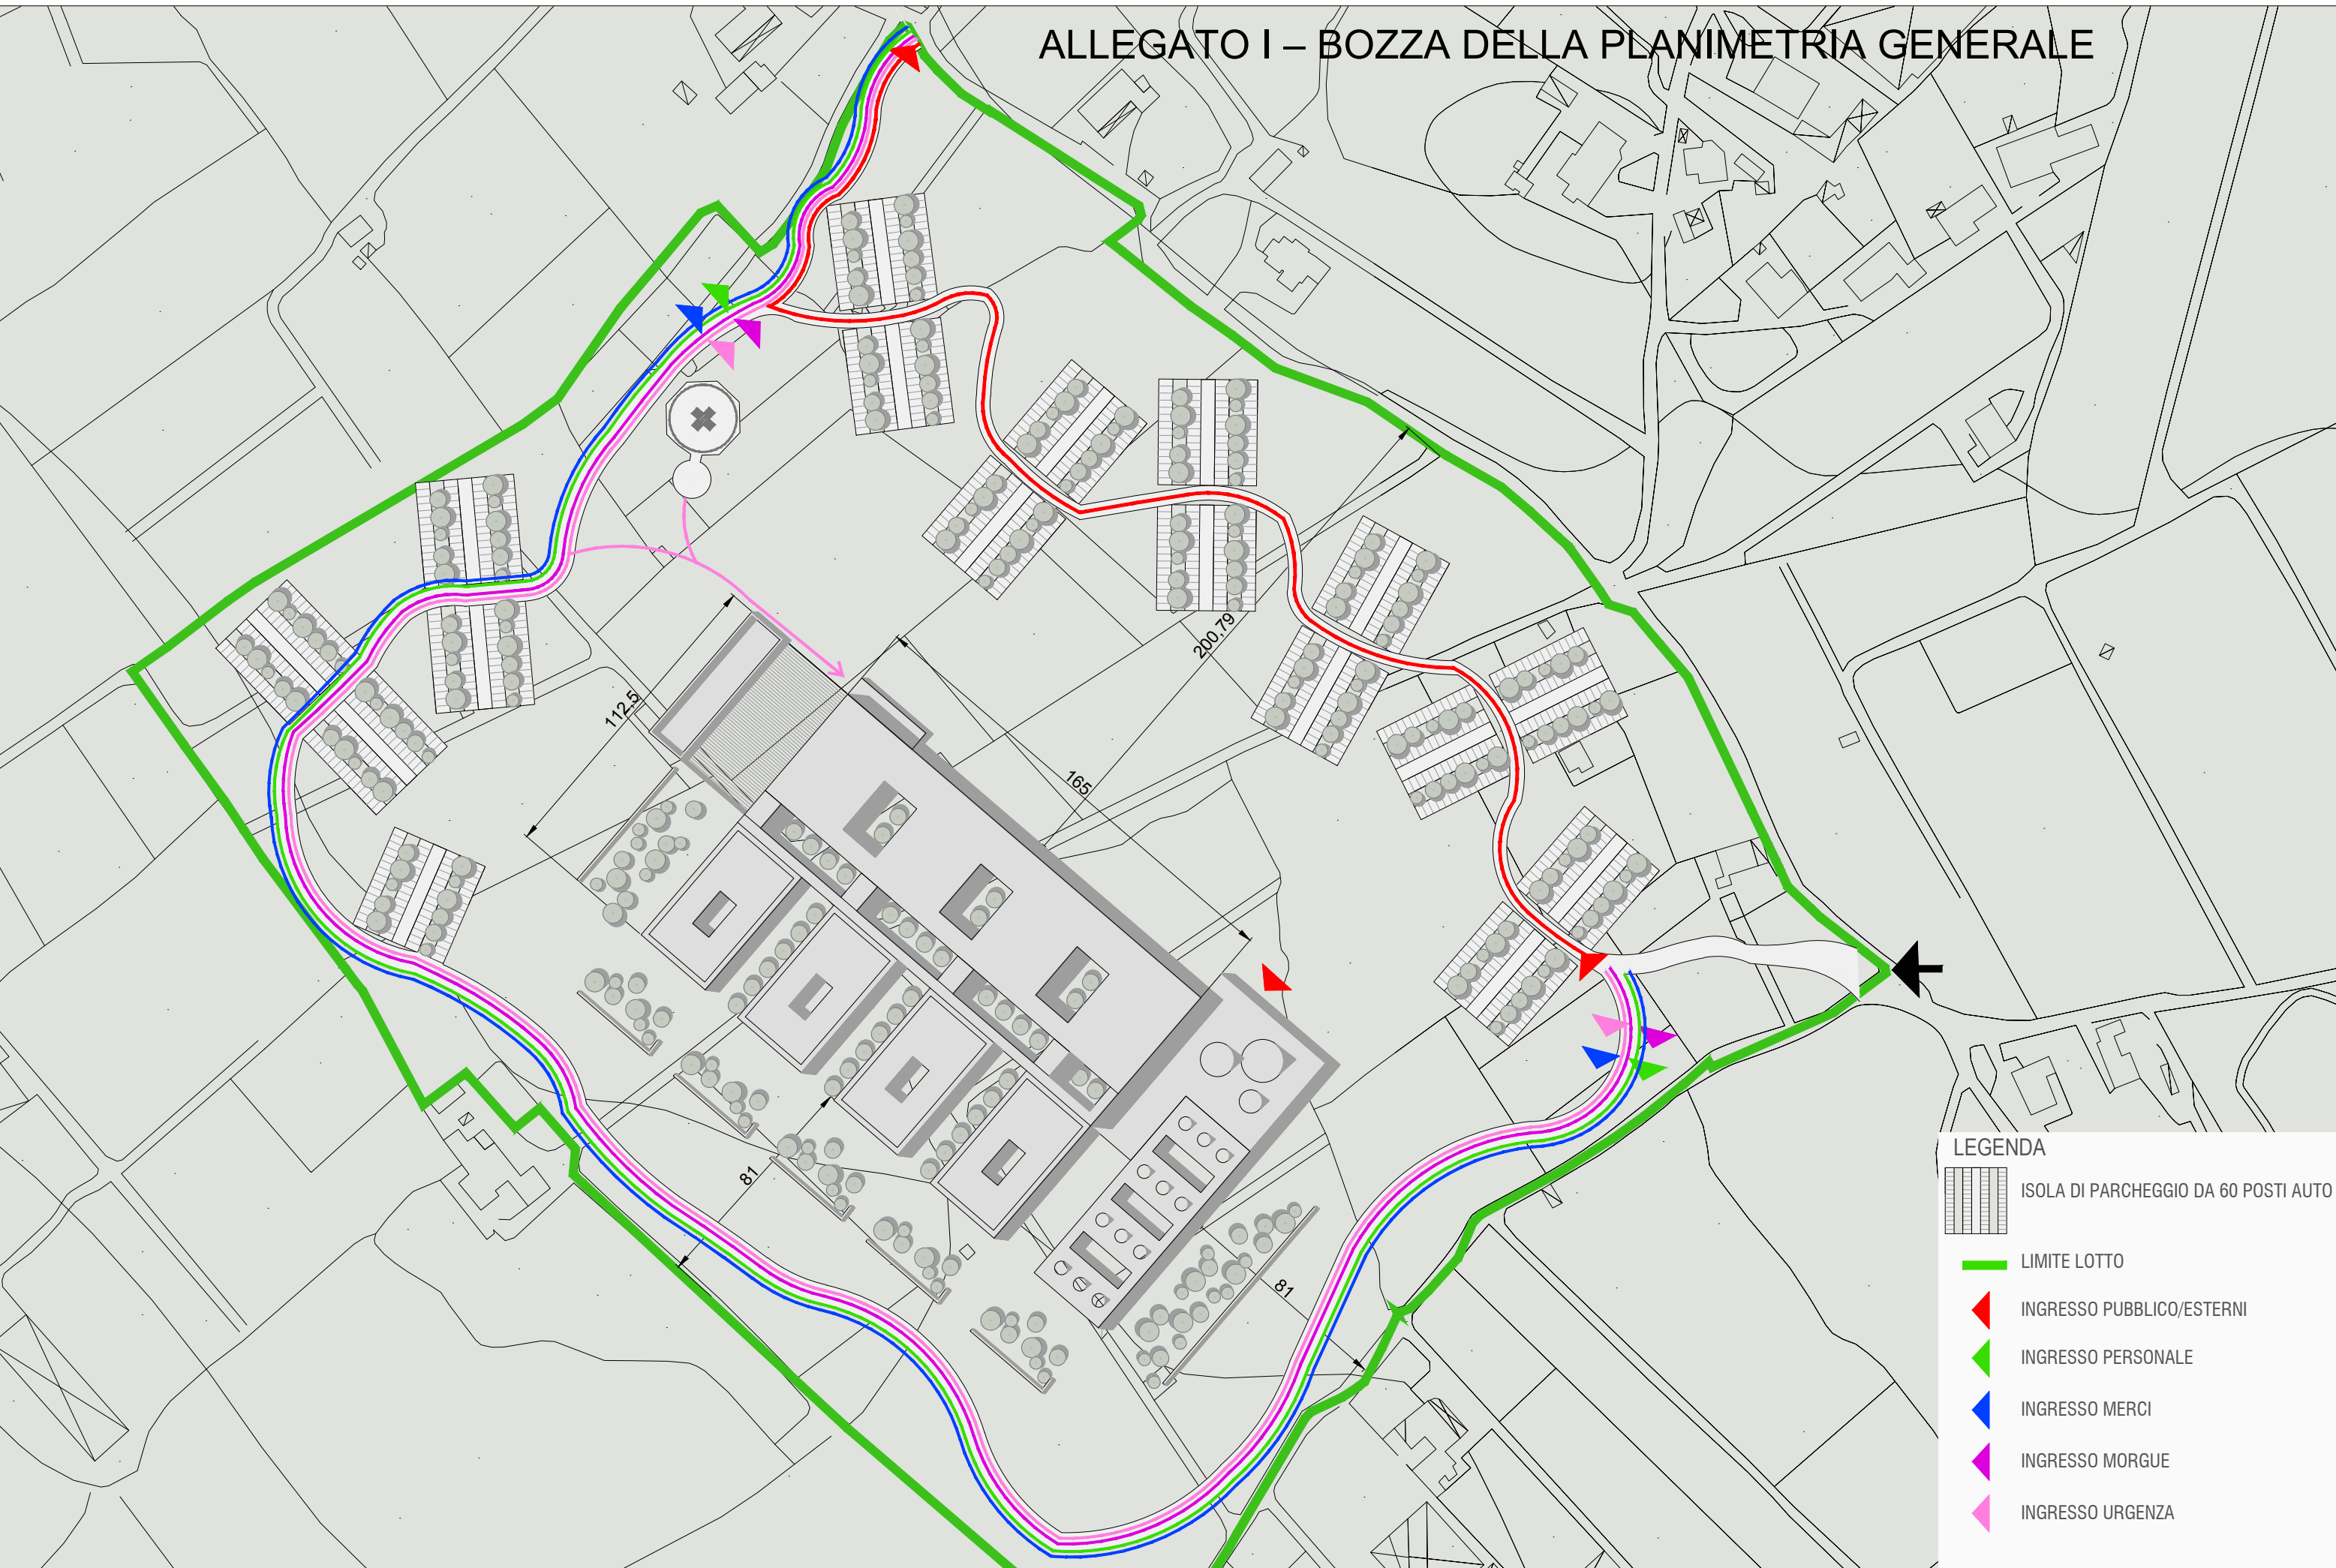 ALLEGATO I – BOZZA DELLA PLANIMETRIA GENERALE
200,79
112,5
165
81
81
LEGENDA
ISOLA DI PARCHEGGIO DA 60 POSTI AUTO
LIMITE LOTTO
INGRESSO PUBBLICO/ESTERNI
INGRESSO PERSONALE
INGRESSO MERCI
INGRESSO MORGUE
INGRESSO URGENZA